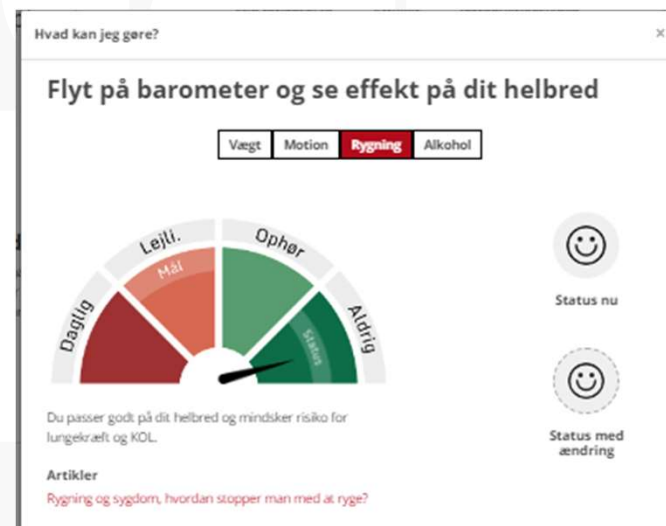 Hvad kan jeg gøre?
×
Flyt på barometer og se effekt på dit helbred
Vægt Motion Rygning Alkohol
Daglig
Lejli.
Ophør
Aldrig
Mål
Status
Status nu
Du passer godt på dit helbred og mindsker risiko for
lungekræft og KOL.
Status med
ændring
Artikler
Rygning og sygdom, hvordan stopper man med at ryge?